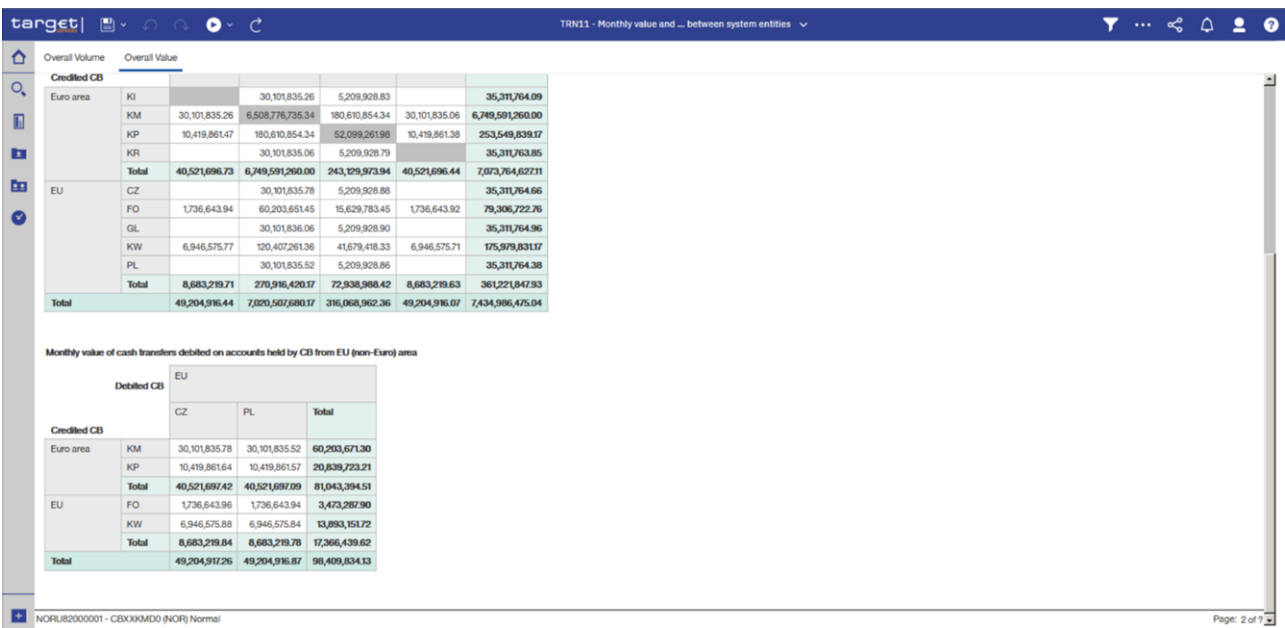 target| services
TRN11 - Monthly value and ... between system entities
Overall Volume Overall Value
Credited CB
Euro area KI 30,101,835.26 5,209,928.83 35,311,764.09
KM 30,101,835.26 6,508,776,735.34 180,610,854.34 30,101,835.06 6,749,591,260.00
KP 10,419,861.47 180,610,854.34 52,099,261.98 10,419,861.38 253,549,839.17
KR 30,101,835.06 5,209,928.79 35,311,763.85
Total 40,521,696.73 6,749,591,260.00 243,129,973.94 40,521,696.44 7,073,764,627.11
EU CZ 30,101,835.78 5,209,928.88 35,311,764.66
FO 1,736,643.94 60,203,651.45 15,629,783.45 1,736,643.92 79,306,722.76
GL 30,101,836.06 5,209,928.90 35,311,764.96
KW 6,946,575.77 120,407,261.36 41,679,418.33 6,946,575.71 175,979,831.17
PL 30,101,835.52 5,209,928.86 35,311,764.38
Total 8,683,219.71 270,916,420.17 72,938,988.42 8,683,219.63 361,221,847.93
Total 49,204,916.44 7,020,507,680.17 316,068,962.36 49,204,916.07 7,434,986,475.04
Monthly value of cash transfers debited on accounts held by CB from EU (non-Euro) area
Debited CB EU
CZ PL Total
Credited CB
Euro area KM 30,101,835.78 30,101,835.52 60,203,671.30
KP 10,419,861.64 10,419,861.57 20,839,723.21
Total 40,521,697.42 40,521,697.09 81,043,394.51
EU FO 1,736,643.96 1,736,643.94 3,473,287.90
KW 6,946,575.88 6,946,575.84 13,893,151.72
Total 8,683,219.84 8,683,219.78 17,366,439.62
Total 49,204,917.26 49,204,916.87 98,409,834.13
NORU82000001 - CBXXKMD0 (NOR) Normal
Page: 2 of ?